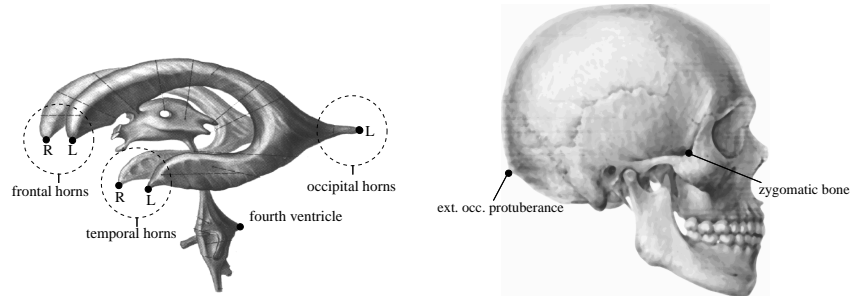 R L
L
frontal horns
R L
occipital horns
temporal horns
fourth ventricle
ext. occ. protuberance
zygomatic bone